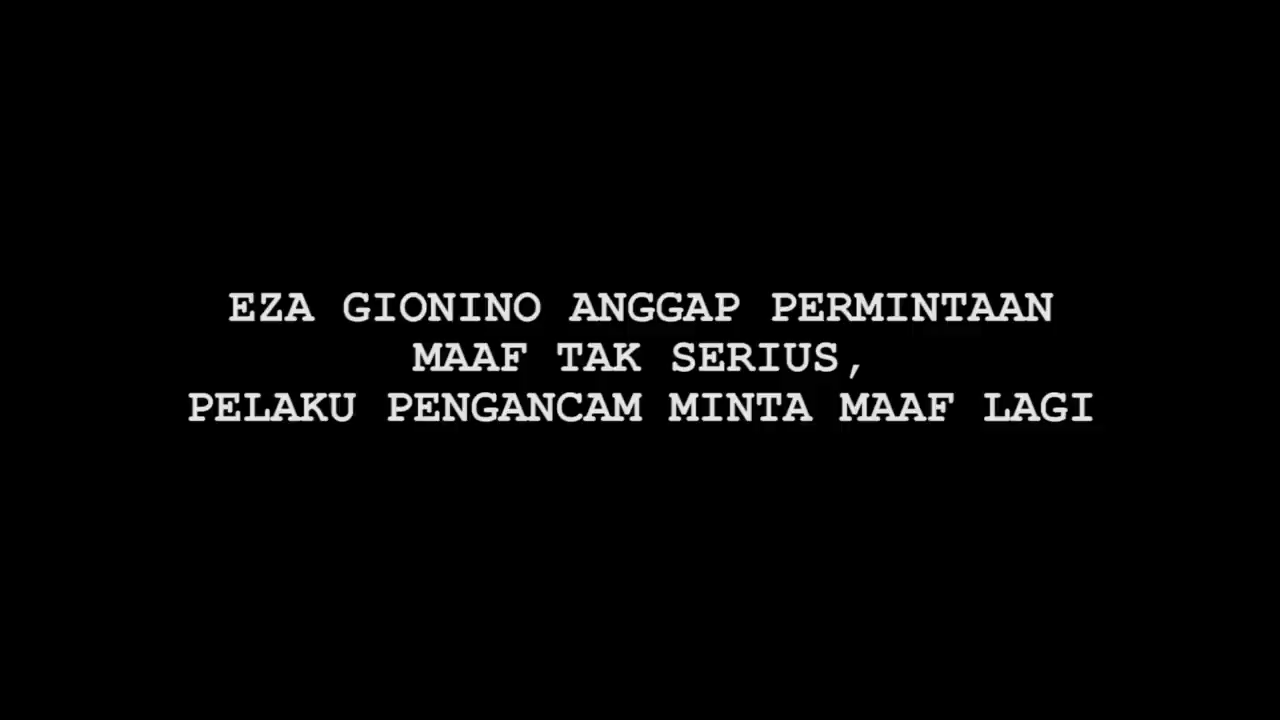 EZA GIONINO ANGGAP PERMINTAAN
MAAF TAK SERIUS,
PELAKU PENGANCAM MINTA MAAF LAGI